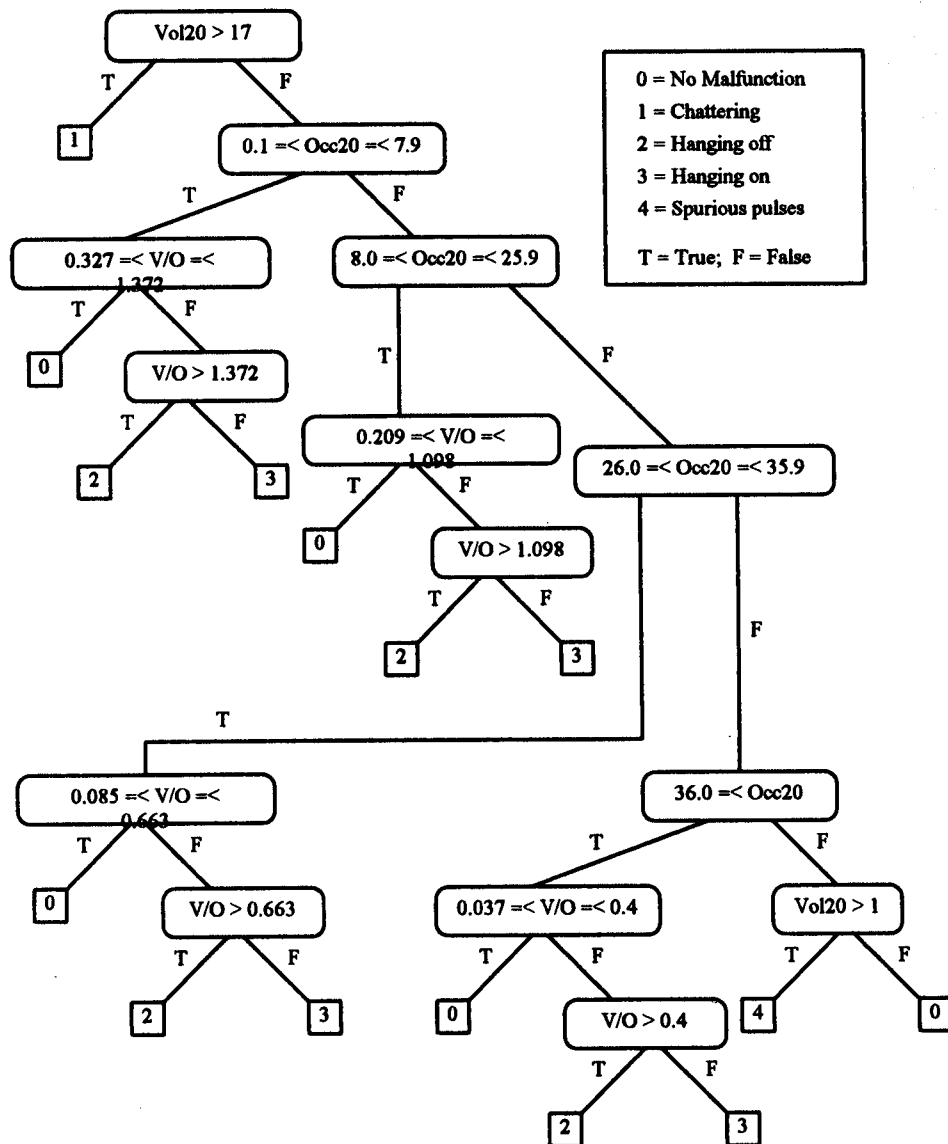 Vol20 > 17
T
F
0 = No Malfunction
1 = Chattering
2 = Hanging off
3 = Hanging on
4 = Spurious pulses
T = True; F = False
1
0.1 =< Occ20 =< 7.9
T
F
0.327 =< V/O =<
1.372
8.0 =< Occ20 =< 25.9
T
F
T
F
0
V/O > 1.372
T
F
2
3
0.209 =< V/O =<
1.098
26.0 =< Occ20 =< 35.9
T
F
0
V/O > 1.098
T
F
2
3
F
T
0.085 =< V/O =<
0.663
36.0 =< Occ20
T
F
T
F
0
V/O > 0.663
0.037 =< V/O =< 0.4
Vol20 > 1
T
F
T
F
T
F
2
3
0
V/O > 0.4
4
0
T
F
2
3